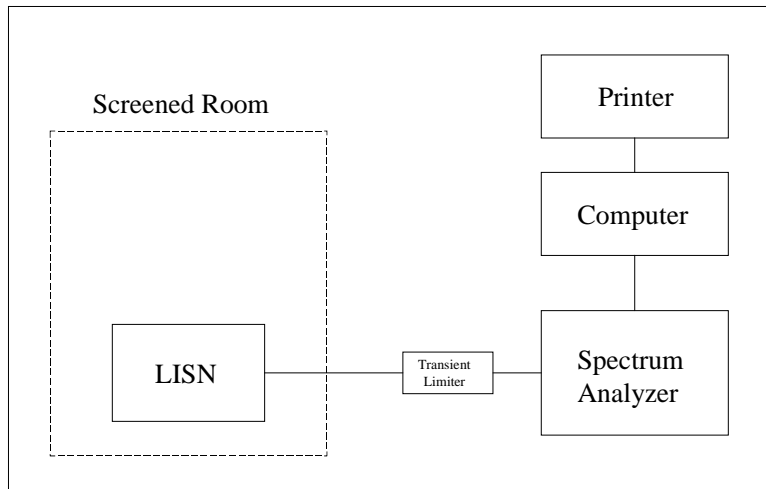 Screened Room
LISN
Transient
Limiter
Printer
Computer
Spectrum
Analyzer